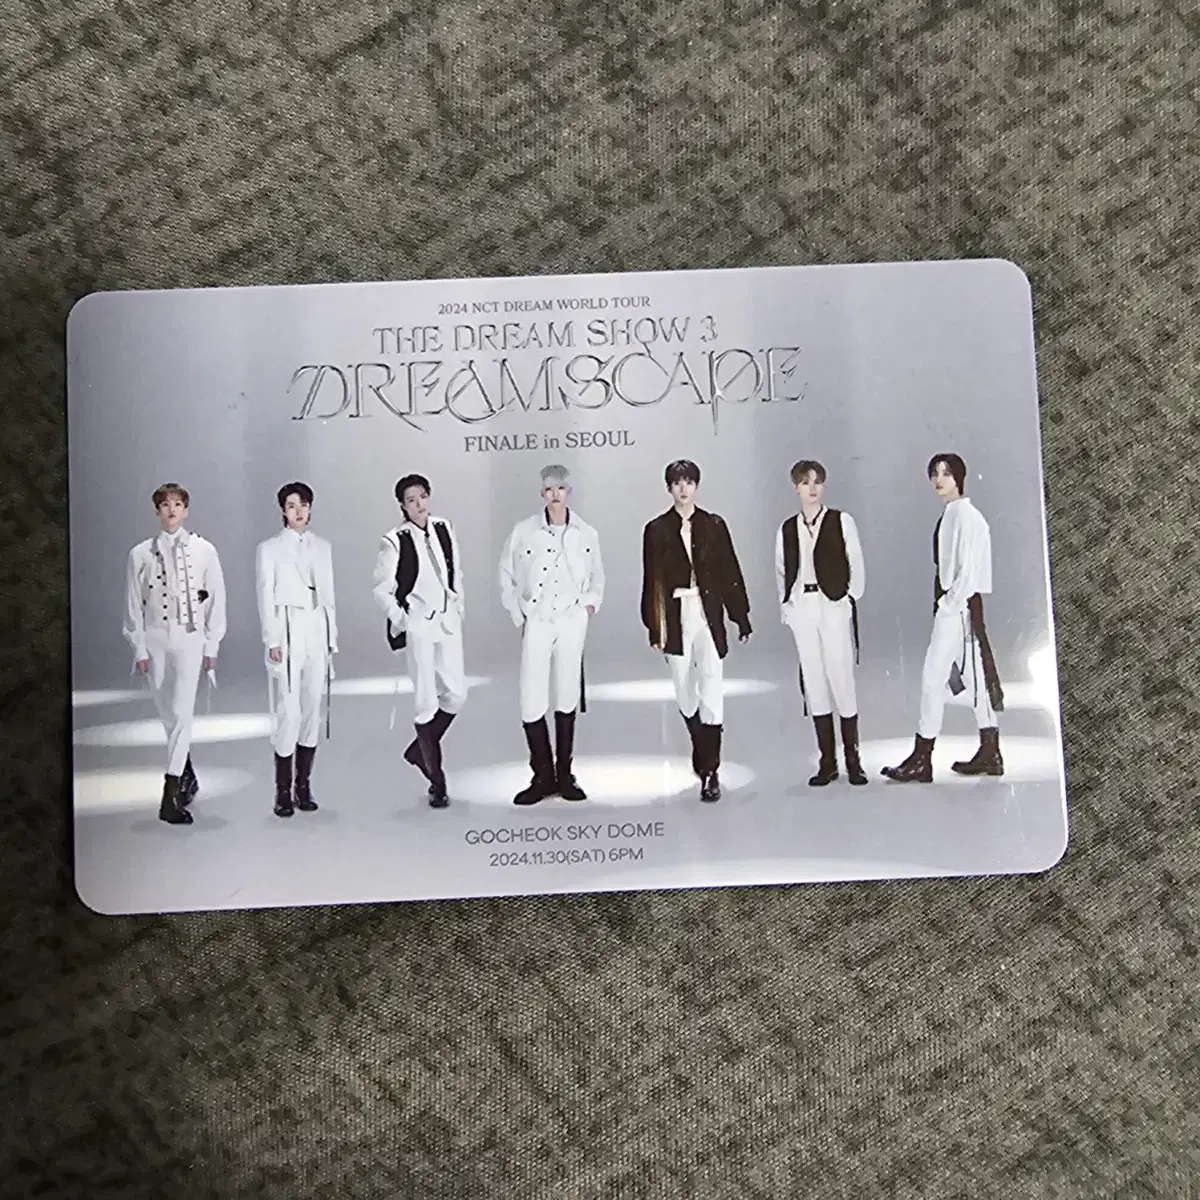 2024 NCT DREAM WORLD TOUR
THE DREAM SHOW 3
DREAMSCAPE
FINALE in SEOUL
GOCHEOK SKY DOME
2024.11.30(SAT) 6PM